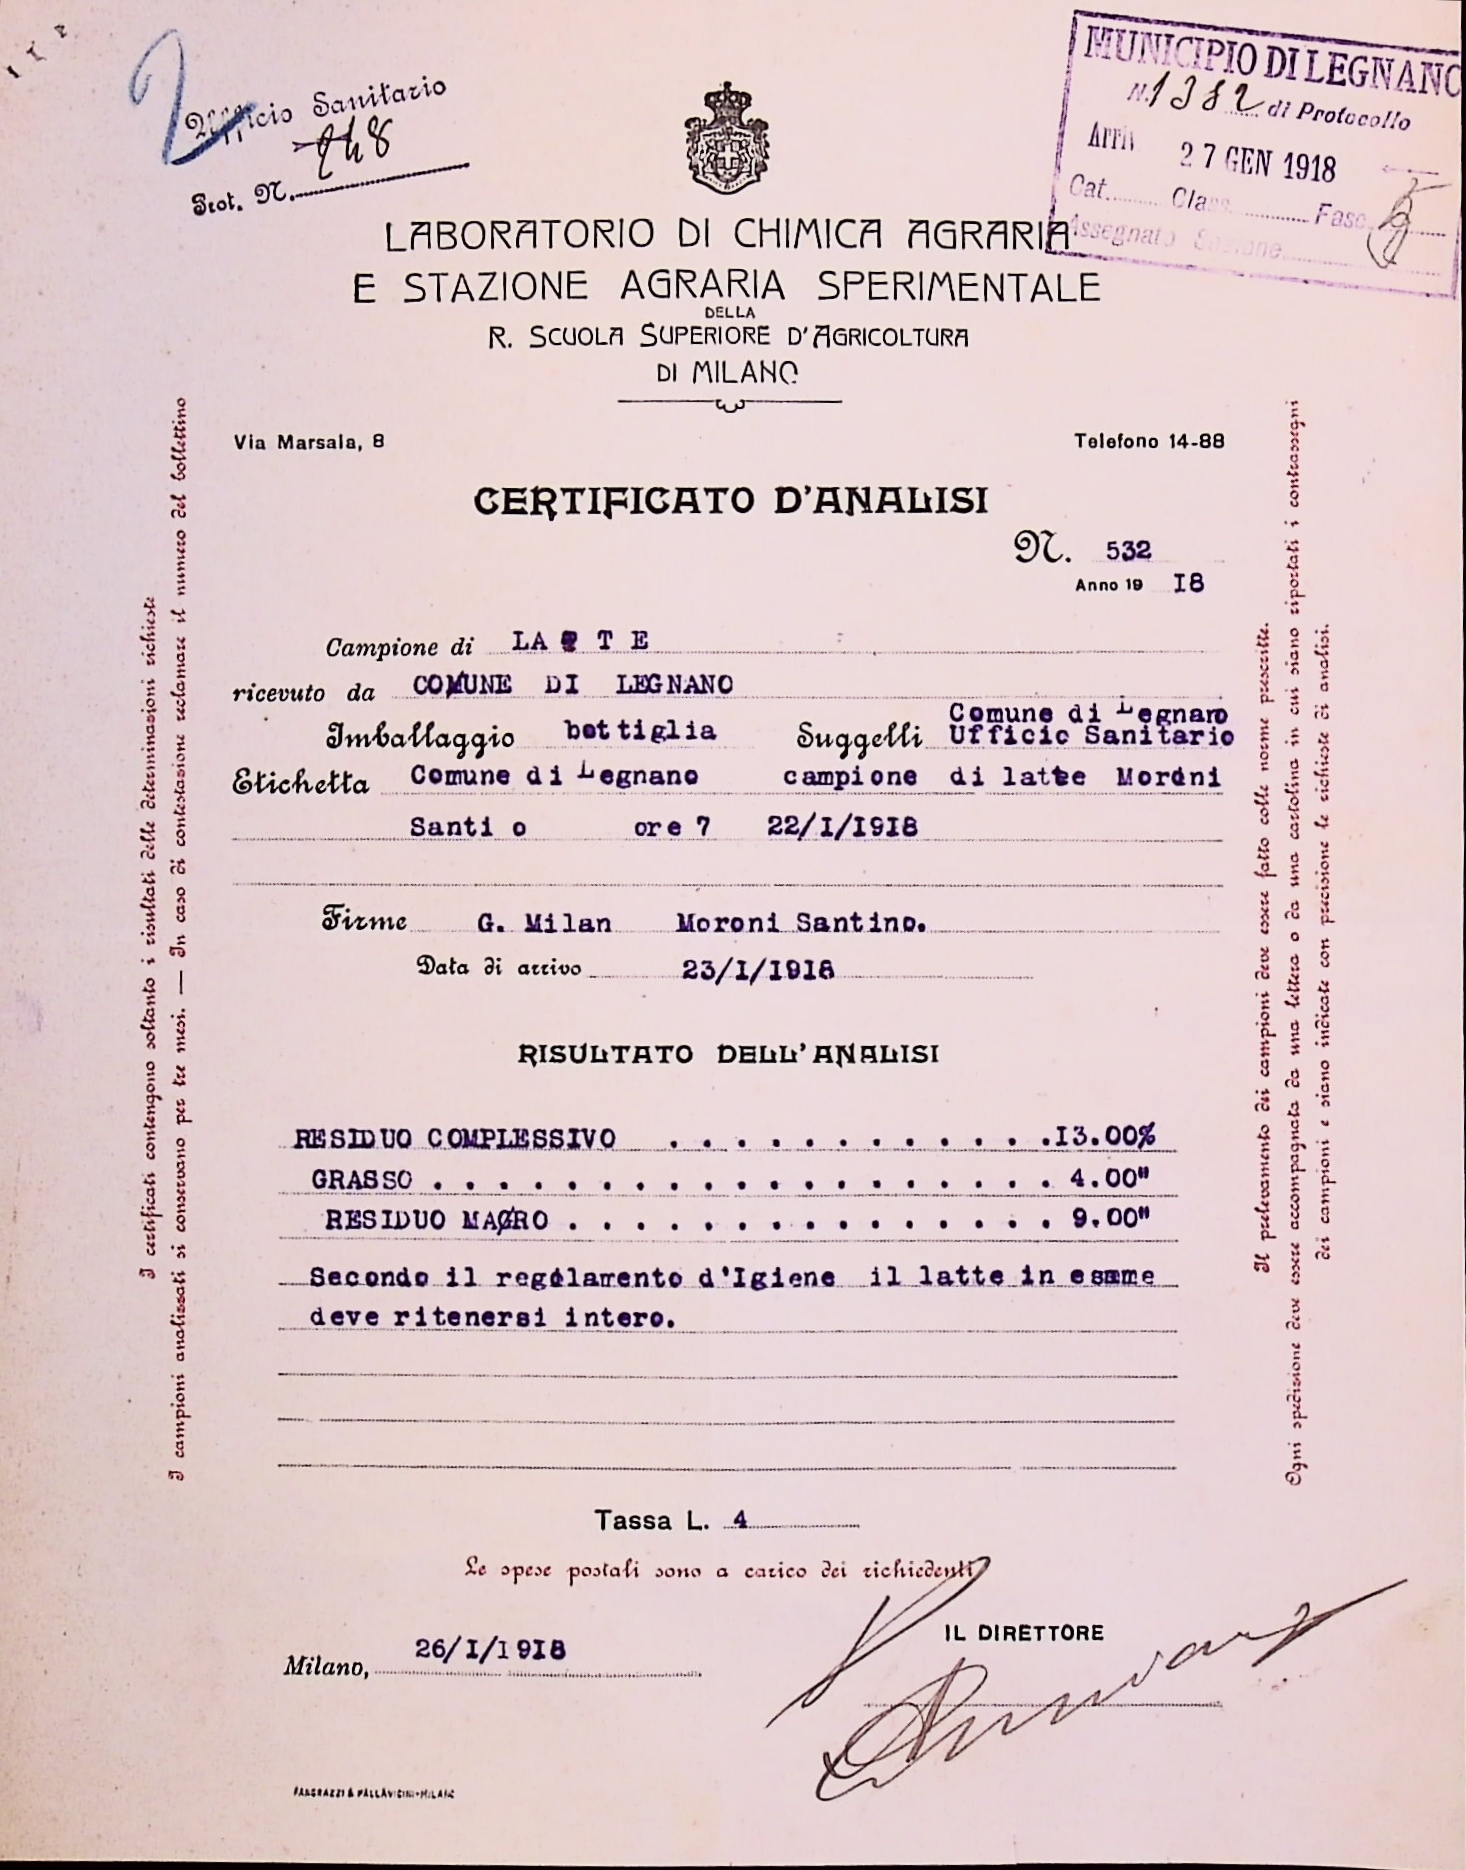 Ufficio Sanitario
Prot. N. 248
MUNICIPIO DI LEGNANO
N. 1382 di Protocollo
Arriv 27 GEN 1918
Cat. Class. Fasc.
Assegnato Sezione
LABORATORIO DI CHIMICA AGRARIA
E STAZIONE AGRARIA SPERIMENTALE
DELLA
R. SCUOLA SUPERIORE D'AGRICOLTURA
DI MILANO
Via Marsala, 8 Telefono 14-88
CERTIFICATO D'ANALISI
N. 532
Anno 19 18
Campione di LATTE
ricevuto da COMUNE DI LEGNANO
Comune di Legnano
Imballaggio bottiglia Suggelli Ufficio Sanitario
Etichetta Comune di Legnano campione di latte Moroni
Santi o ore 7 22/I/1918
Firme G. Milan Moroni Santino.
Data di arrivo 23/I/1918
RISULTATO DELL'ANALISI
RESIDUO COMPLESSIVO . . . . . . . . . . . . 13.00%
GRASSO . . . . . . . . . . . . . . . . . . . 4.00"
RESIDUO MAGRO . . . . . . . . . . . . . . . 9.00"
Secondo il regolamento d'Igiene il latte in esame
deve ritenersi intero.
Tassa L. 4
Le spese postali sono a carico dei richiedenti
IL DIRETTORE
Milano, 26/I/1918
PANGRAZZI & PALLAVICINI-MILANO
I certificati contengono soltanto i risultati delle determinazioni richieste
I campioni analizzati si conservano per tre mesi. — In caso di contestazione reclamare il numero del bollettino
Il prelevamento dei campioni deve essere fatto colle norme prescritte.
Ogni spedizione deve essere accompagnata da una lettera o da una cartolina in cui siano riportati i contrassegni
dei campioni e siano indicate con precisione le richieste di analisi.